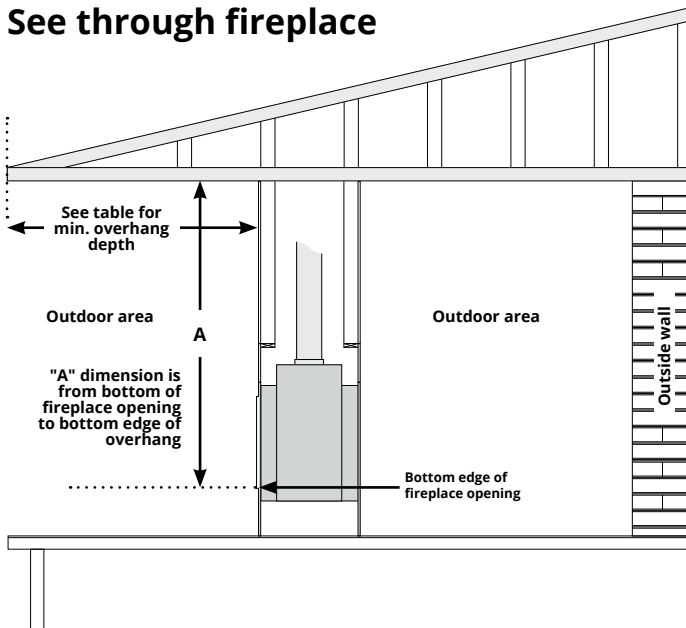 See through fireplace
See table for
min. overhang
depth
Outdoor area
A
Outdoor area
Outside wall
"A" dimension is
from bottom of
fireplace opening
to bottom edge of
overhang
Bottom edge of
fireplace opening